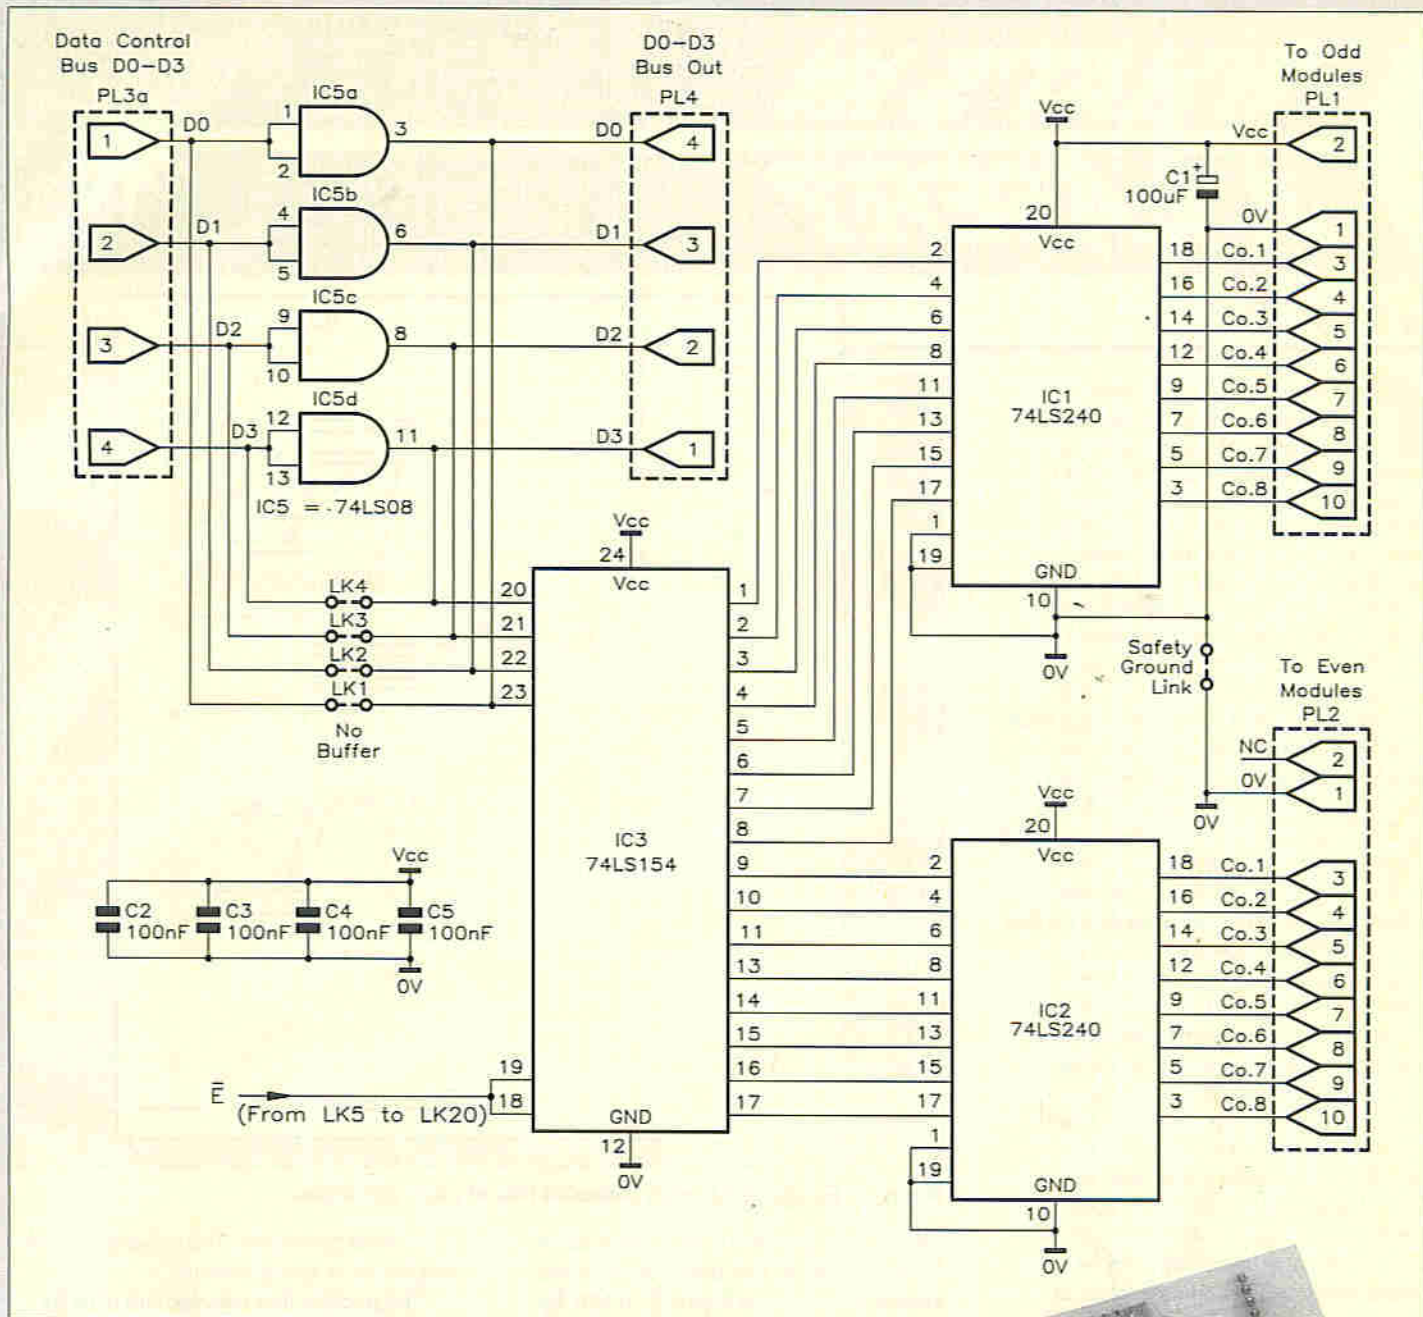 Data Control
Bus D0-D3
PL3a
1
D0
2
D1
3
D2
4
D3
IC5a
1
2
3
IC5b
4
5
6
IC5c
9
10
8
IC5d
12
13
11
IC5 = 74LS08
D0-D3
Bus Out
PL4
D0
4
D1
3
D2
2
D3
1
LK4
LK3
LK2
LK1
No
Buffer
Vcc
24
Vcc
20
21
22
23
1
2
3
4
5
6
7
8
9
10
11
13
14
15
16
17
IC3
74LS154
19
18
GND
12
0V
E̅
(From LK5 to LK20)
Vcc
C2
100nF
C3
100nF
C4
100nF
C5
100nF
0V
Vcc
20
Vcc
2
4
6
8
11
13
15
17
1
19
IC1
74LS240
GND
10
0V
18 Co.1
16 Co.2
14 Co.3
12 Co.4
9 Co.5
7 Co.6
5 Co.7
3 Co.8
To Odd
Modules
PL1
Vcc
2
C1 +
100uF
0V
1
3
4
5
6
7
8
9
10
Safety
Ground
Link
0V
To Even
Modules
PL2
NC
2
0V
1
Vcc
20
Vcc
2
4
6
8
11
13
15
17
1
19
IC2
74LS240
GND
10
0V
18 Co.1
16 Co.2
14 Co.3
12 Co.4
9 Co.5
7 Co.6
5 Co.7
3 Co.8
3
4
5
6
7
8
9
10